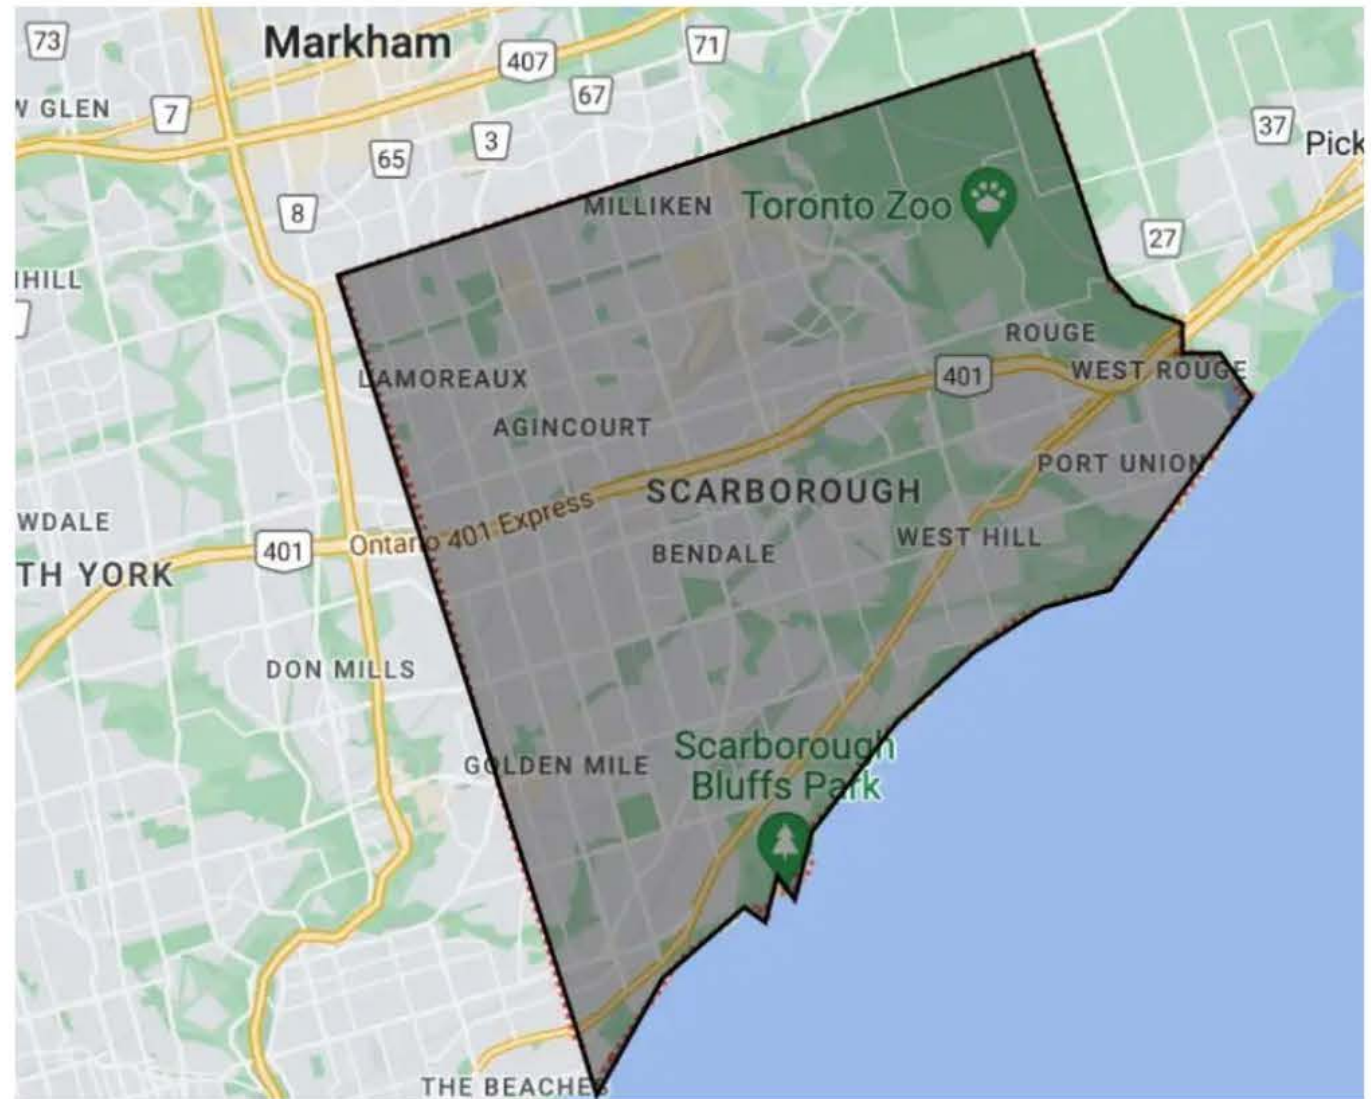 73
Markham
71
407
67
W GLEN
7
3
37
Pick
65
8
MILLIKEN
Toronto Zoo
27
IHILL
ROUGE
WEST ROUGE
LAMOREAUX
401
AGINCOURT
PORT UNION
SCARBOROUGH
Ontario 401 Express
WDALE
WEST HILL
401
BENDALE
TH YORK
DON MILLS
Scarborough
Bluffs Park
GOLDEN MILE
THE BEACHES